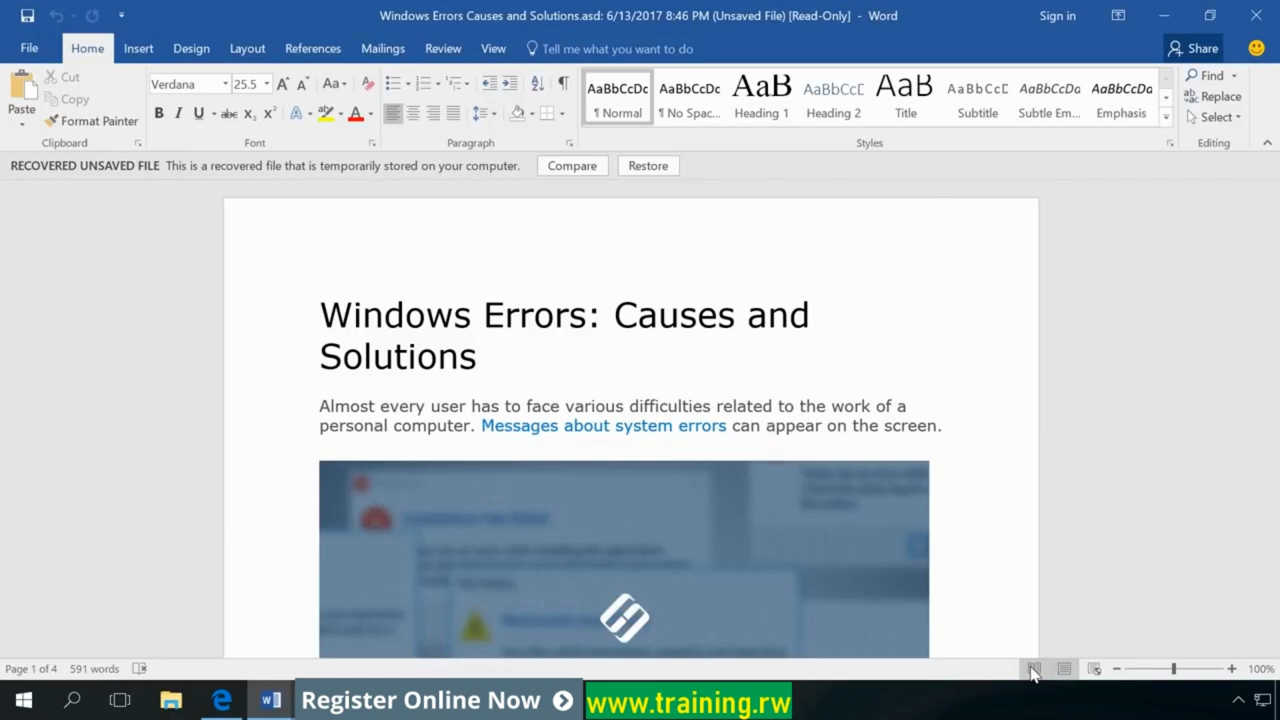 Windows Errors Causes and Solutions.asd: 6/13/2017 8:46 PM (Unsaved File) [Read-Only] - Word
Sign in
File Home Insert Design Layout References Mailings Review View Tell me what you want to do Share
Paste
Cut
Copy
Format Painter
Clipboard
Verdana 25.5
Font
Paragraph
AaBbCcDc AaBbCcDc AaB AaBbCcD AaB AaBbCcD AaBbCcDa AaBbCcDa
¶ Normal ¶ No Spac... Heading 1 Heading 2 Title Subtitle Subtle Em... Emphasis
Styles
Find
Replace
Select
Editing
RECOVERED UNSAVED FILE This is a recovered file that is temporarily stored on your computer. Compare Restore
Windows Errors: Causes and
Solutions
Almost every user has to face various difficulties related to the work of a
personal computer. Messages about system errors can appear on the screen.
Page 1 of 4 591 words 100%
Register Online Now
www.training.rw